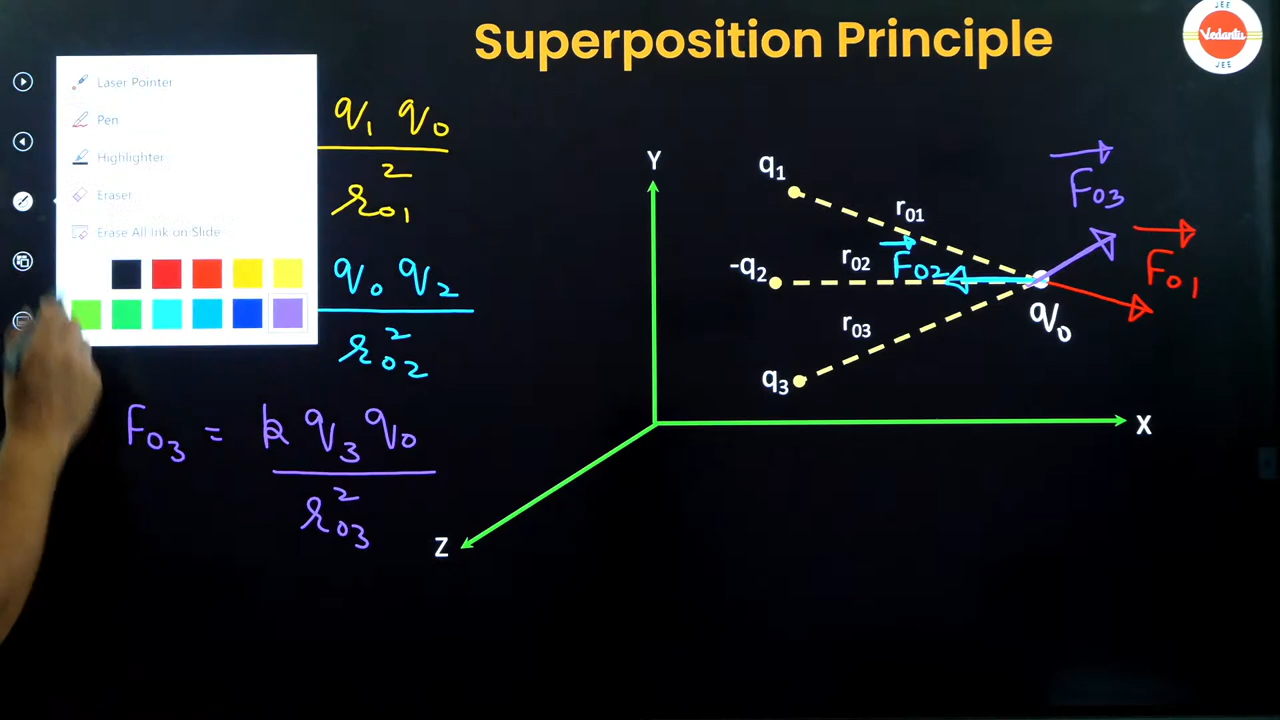 Superposition Principle
JEE
Vedantu
JEE
Laser Pointer
Pen
Highlighter
Eraser
Erase All Ink on Slide
q₁ q₀
r₀₁²
q₀ q₂
r₀₂²
F₀₃ = k q₃ q₀
r₀₃²
Y
X
Z
q₁
-q₂
q₃
r₀₁
r₀₂
r₀₃
q₀
F₀₂
F₀₃
F₀₁